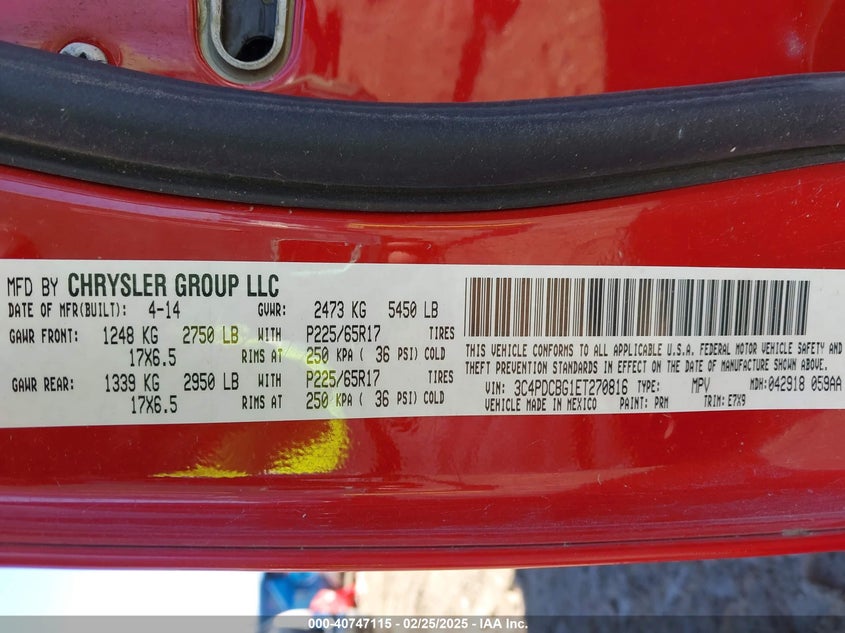 MFD BY CHRYSLER GROUP LLC
DATE OF MFR(BUILT): 4-14 GVWR: 2473 KG 5450 LB
GAWR FRONT: 1248 KG 2750 LB WITH P225/65R17 TIRES
17X6.5 RIMS AT 250 KPA ( 36 PSI) COLD
GAWR REAR: 1339 KG 2950 LB WITH P225/65R17 TIRES
17X6.5 RIMS AT 250 KPA ( 36 PSI) COLD
THIS VEHICLE CONFORMS TO ALL APPLICABLE U.S.A. FEDERAL MOTOR VEHICLE SAFETY AND
THEFT PREVENTION STANDARDS IN EFFECT ON THE DATE OF MANUFACTURE SHOWN ABOVE.
VIN: 3C4PDCBG1ET270816 TYPE: MPV MDH: 042918 059AA
VEHICLE MADE IN MEXICO PAINT: PRM TRIM: E7X9
000-40747115 - 02/25/2025 - IAA Inc.